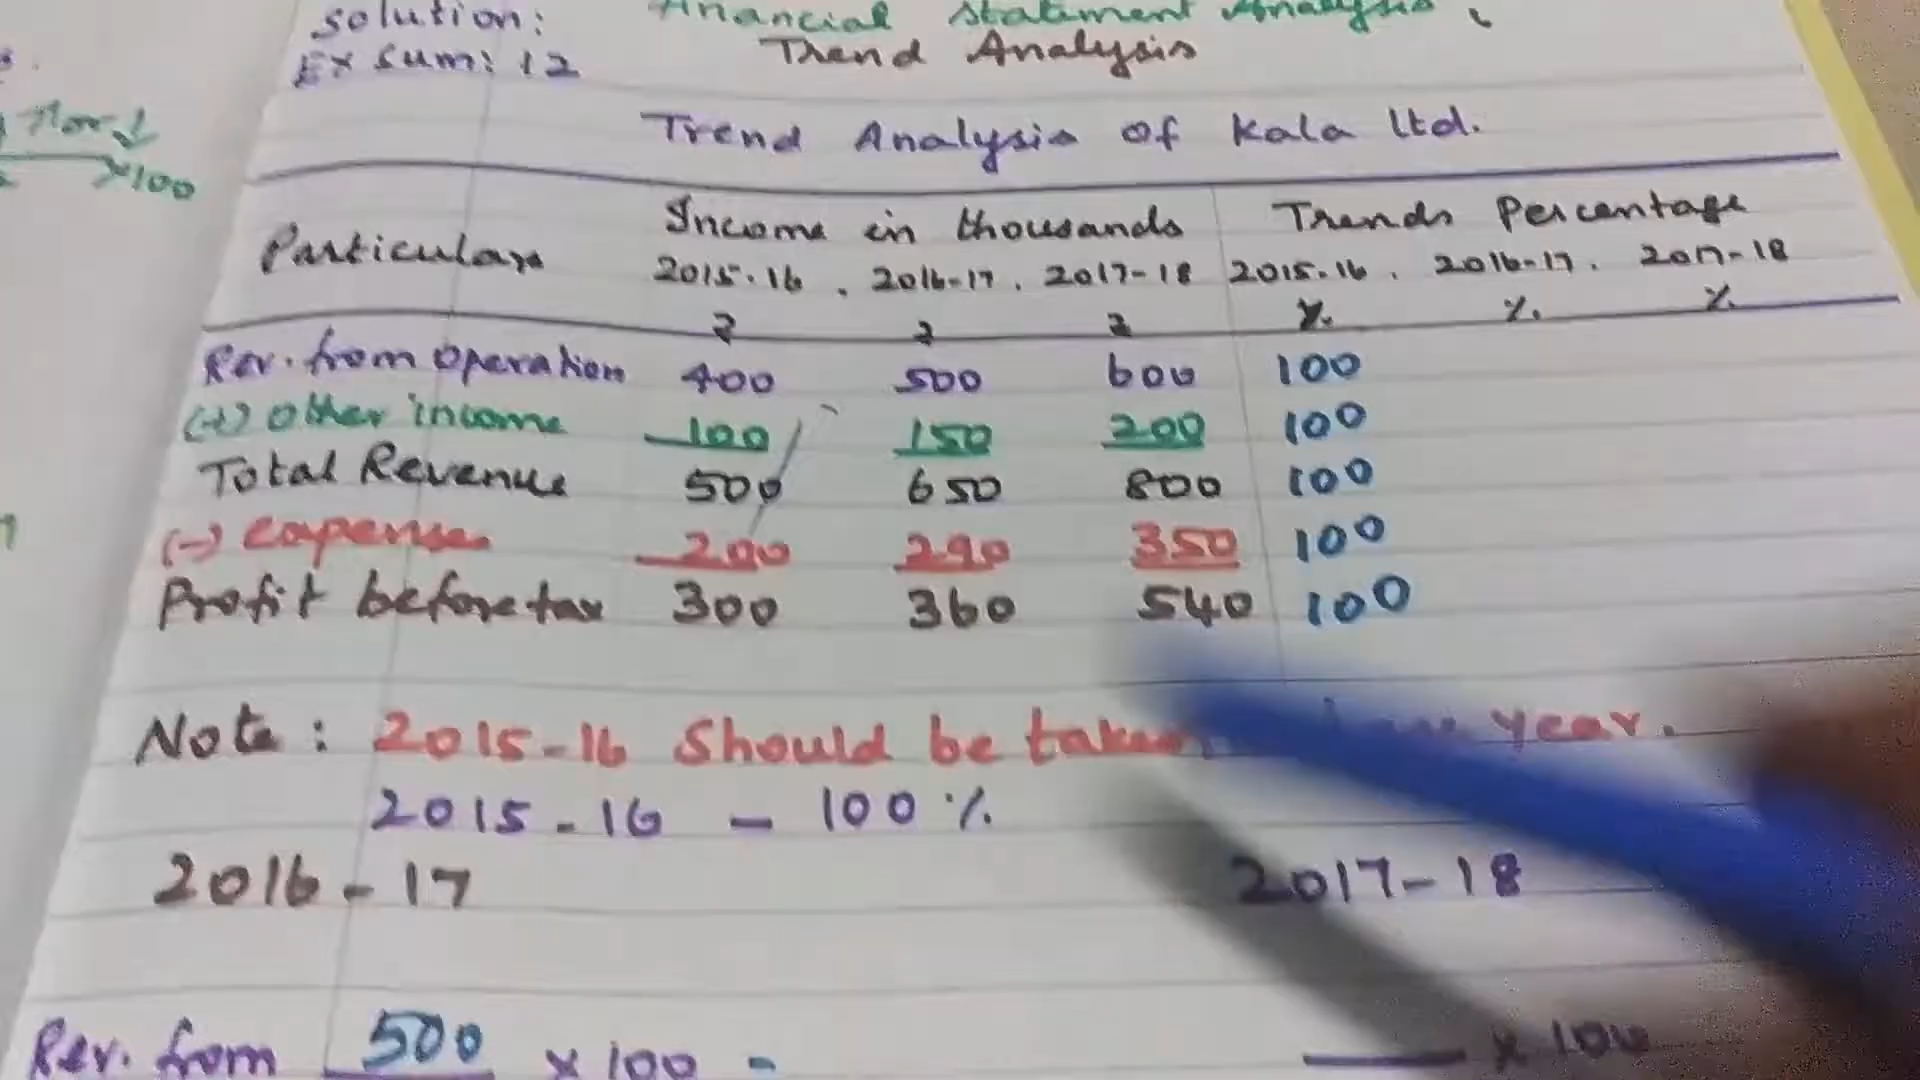 Solution: Financial Statement Analysis
Ex Sum: 12 Trend Analysis
Trend Analysis of Kala Ltd.
×100
Particulars Income in thousands Trends Percentage
2015-16 . 2016-17 . 2017-18 2015-16 . 2016-17 . 2017-18
₹ ₹ ₹ % % %
Rev. from operation 400 500 600 100
(+) Other income 100 150 200 100
Total Revenue 500 650 800 100
(-) expenses 200 290 350 100
Profit before tax 300 360 540 100
Note: 2015-16 Should be taken year.
2015-16 - 100 %
2016-17 2017-18
Rev. from 500 × 100 = × 100